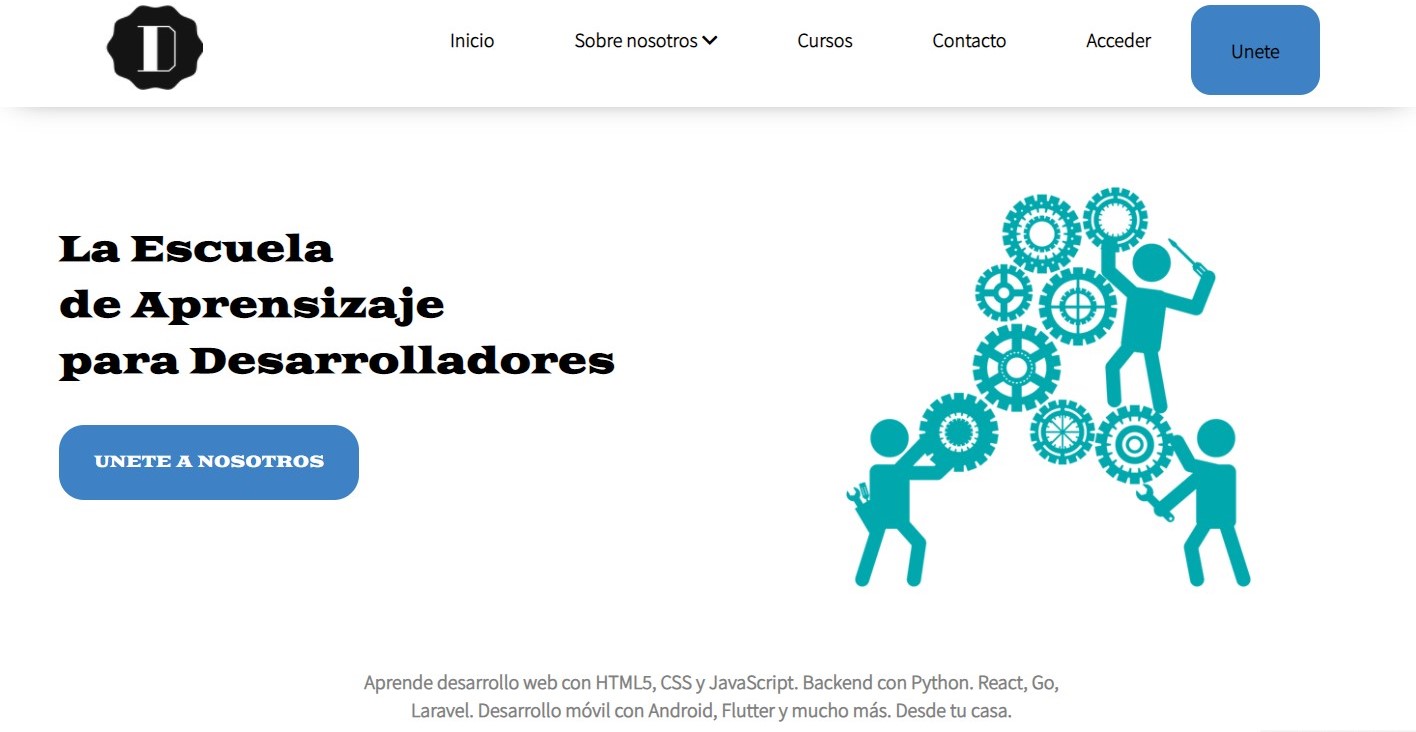 D
Inicio
Sobre nosotros
Cursos
Contacto
Acceder
Unete
La Escuela
de Aprensizaje
para Desarrolladores
UNETE A NOSOTROS
Aprende desarrollo web con HTML5, CSS y JavaScript. Backend con Python. React, Go,
Laravel. Desarrollo móvil con Android, Flutter y mucho más. Desde tu casa.